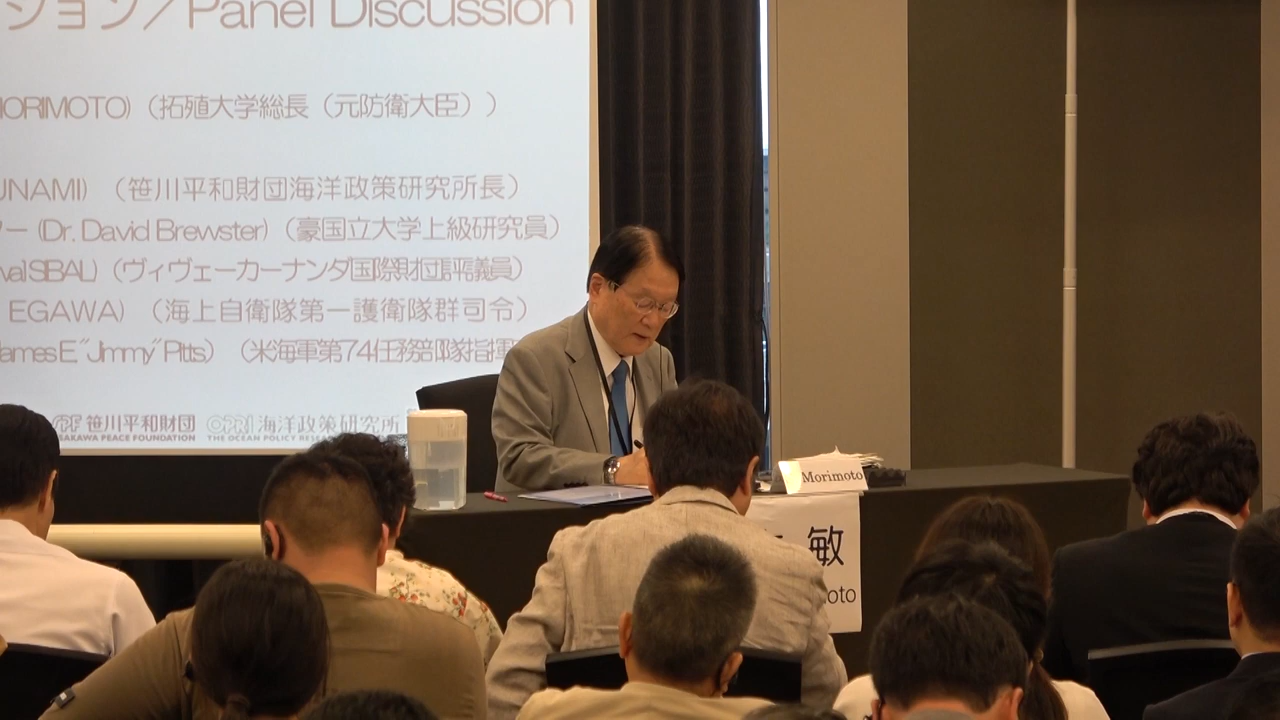 ション／Panel Discussion
MORIMOTO)（拓殖大学総長（元防衛大臣））
UNAMI)（笹川平和財団海洋政策研究所長）
ー (Dr. David Brewster)（豪国立大学上級研究員）
wal SIBAL)（ヴィヴェーカーナンダ国際財団評議員）
EGAWA)（海上自衛隊第一護衛隊群司令）
James E. "Jimmy" Pitts)（米海軍第74任務部隊指揮
SPF 笹川平和財団
SASAKAWA PEACE FOUNDATION
OPRI 海洋政策研究所
THE OCEAN POLICY RESEAR
Morimoto
敏
oto